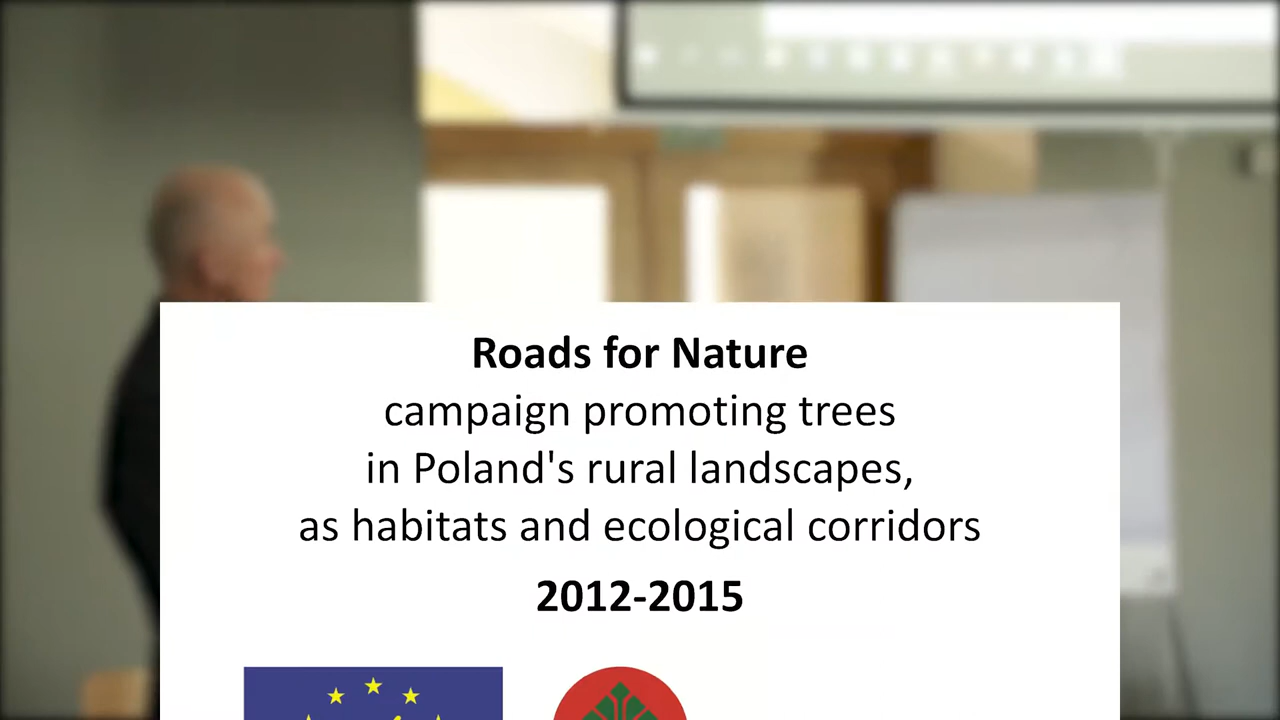 Roads for Nature
campaign promoting trees
in Poland's rural landscapes,
as habitats and ecological corridors
2012-2015